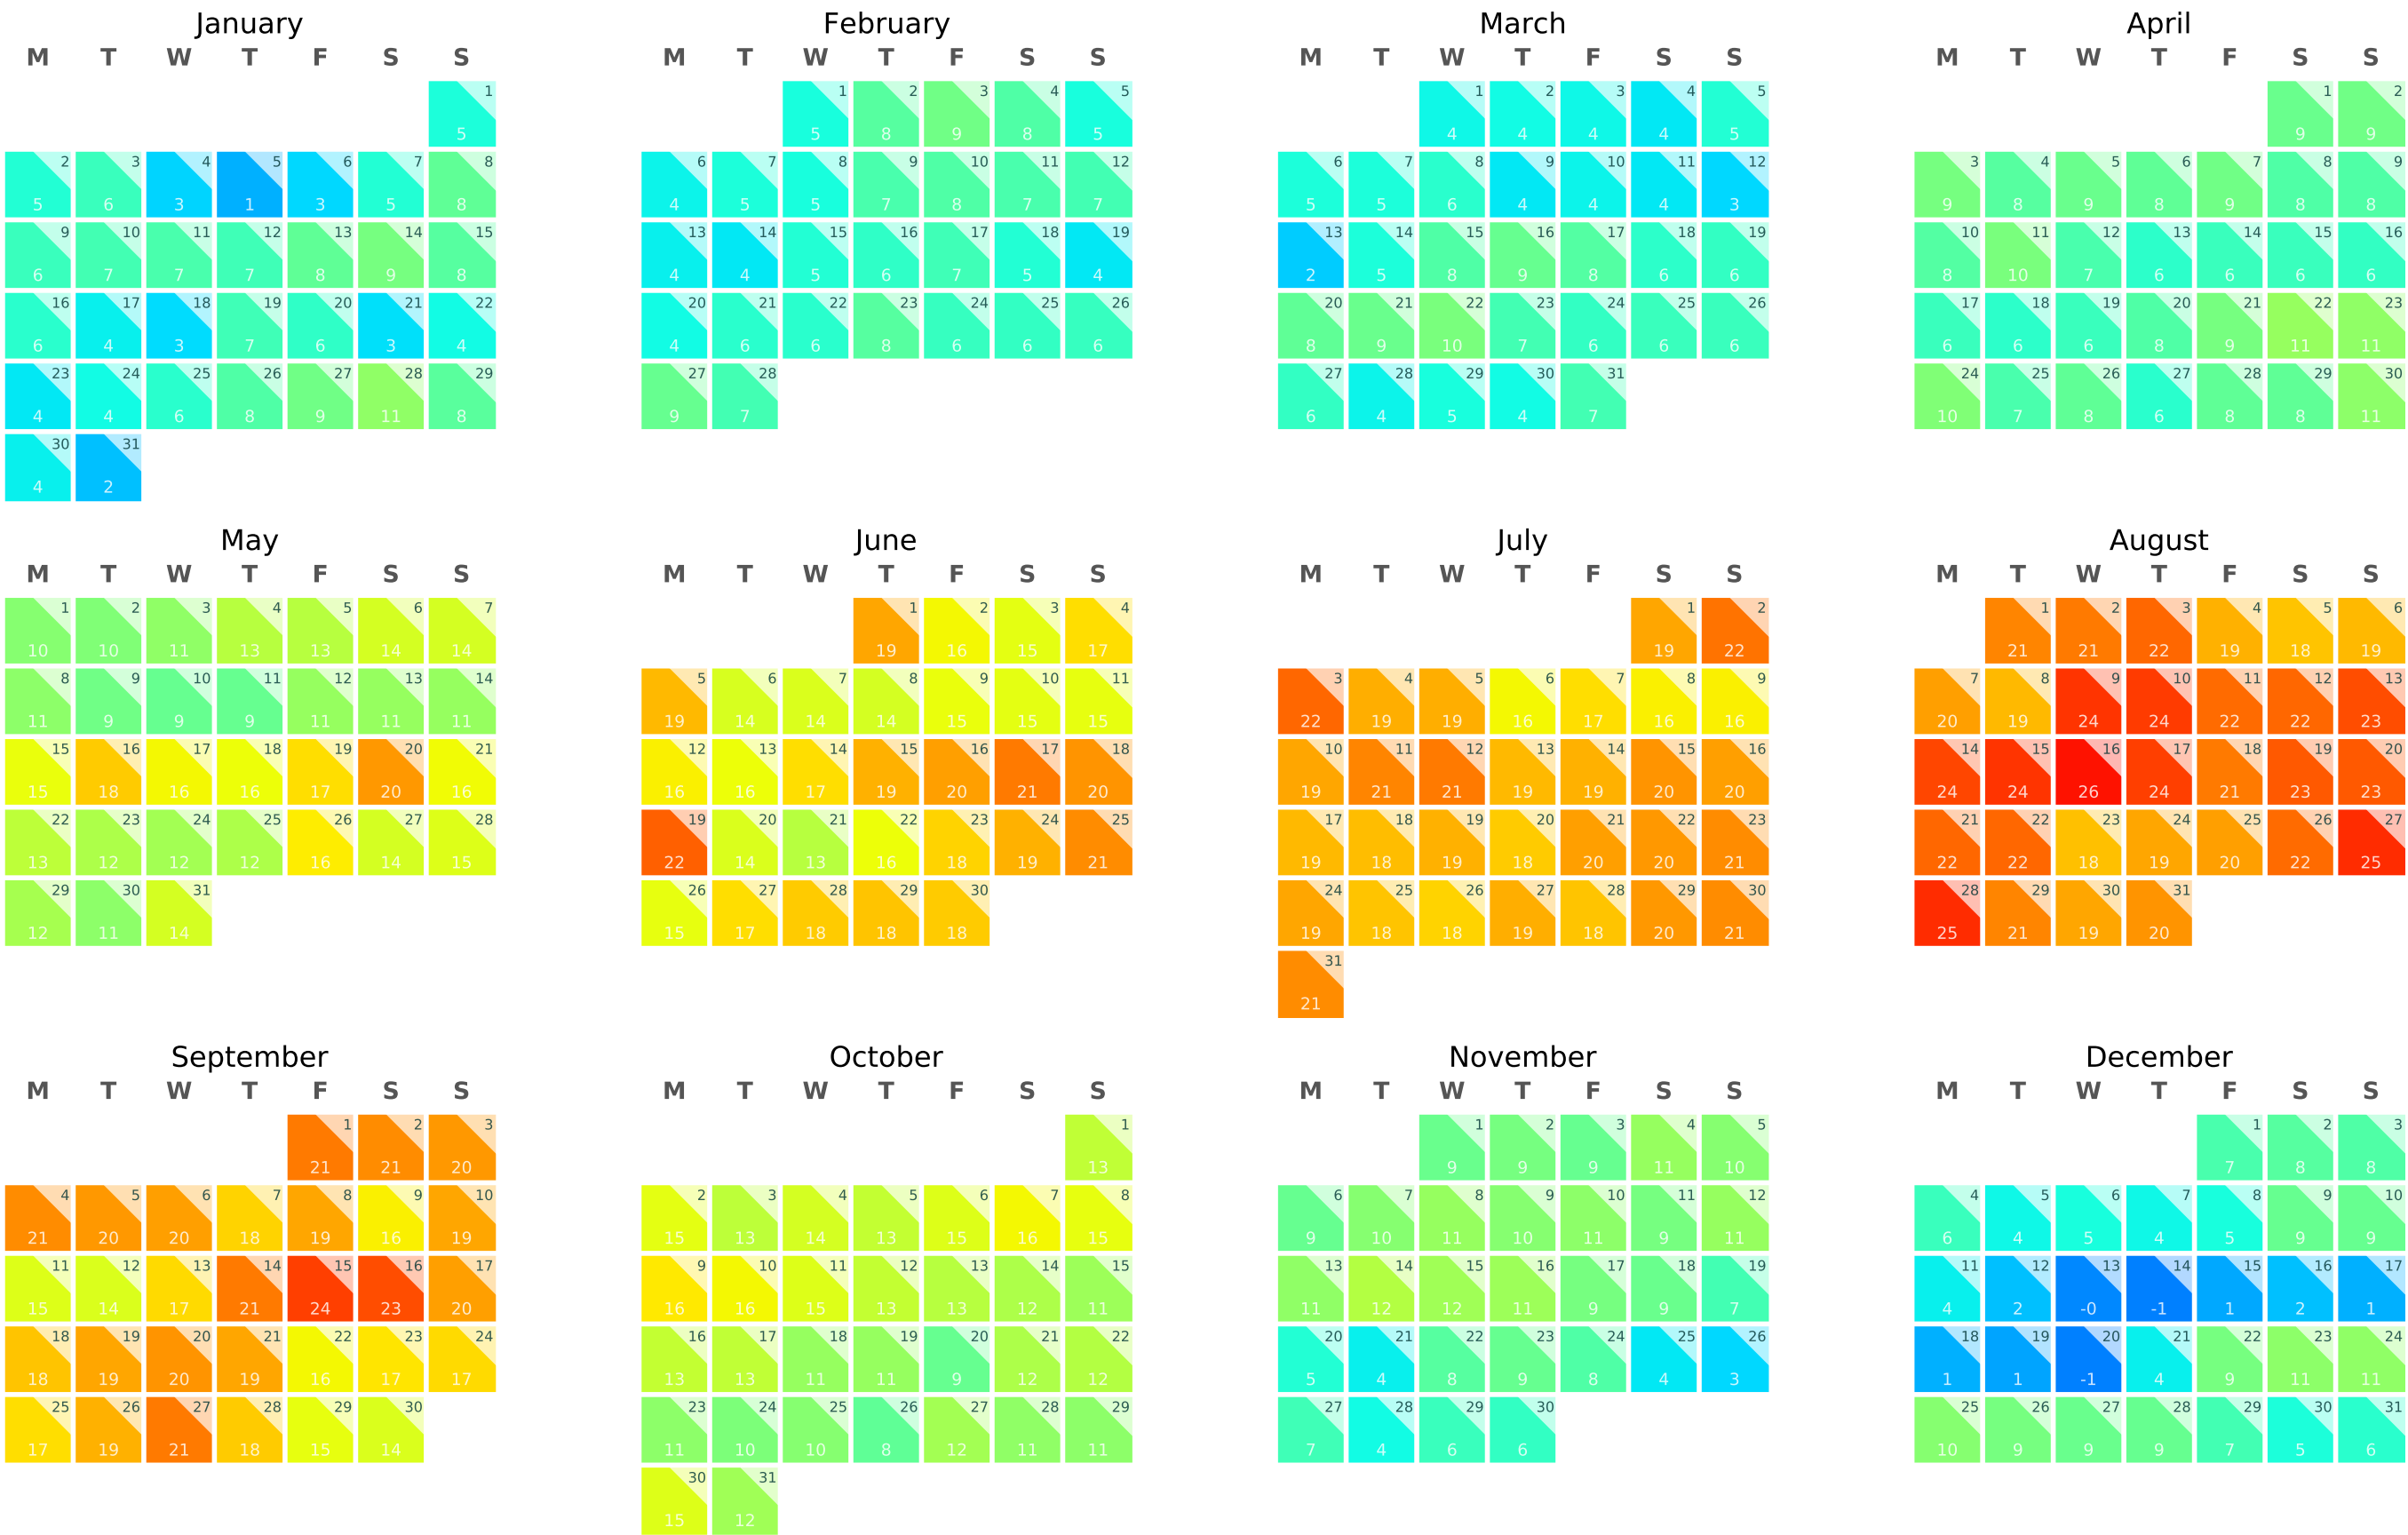 January February March April
M T W T F S S M T W T F S S M T W T F S S M T W T F S S
1 1 2 3 4 5 1 2 3 4 5 1 2
5 5 8 9 8 5 4 4 4 4 5 9 9
2 3 4 5 6 7 8 6 7 8 9 10 11 12 6 7 8 9 10 11 12 3 4 5 6 7 8 9
5 6 3 1 3 5 8 4 5 5 7 8 7 7 5 5 6 4 4 4 3 9 8 9 8 9 8 8
9 10 11 12 13 14 15 13 14 15 16 17 18 19 13 14 15 16 17 18 19 10 11 12 13 14 15 16
6 7 7 7 8 9 8 4 4 5 6 7 5 4 2 5 8 9 8 6 6 8 10 7 6 6 6 6
16 17 18 19 20 21 22 20 21 22 23 24 25 26 20 21 22 23 24 25 26 17 18 19 20 21 22 23
6 4 3 7 6 3 4 4 6 6 8 6 6 6 8 9 10 7 6 6 6 6 6 6 8 9 11 11
23 24 25 26 27 28 29 27 28 27 28 29 30 31 24 25 26 27 28 29 30
4 4 6 8 9 11 8 9 7 6 4 5 4 7 10 7 8 6 8 8 11
30 31
4 2
May June July August
M T W T F S S M T W T F S S M T W T F S S M T W T F S S
1 2 3 4 5 6 7 1 2 3 4 1 2 1 2 3 4 5 6
10 10 11 13 13 14 14 19 16 15 17 19 22 21 21 22 19 18 19
8 9 10 11 12 13 14 5 6 7 8 9 10 11 3 4 5 6 7 8 9 7 8 9 10 11 12 13
11 9 9 9 11 11 11 19 14 14 14 15 15 15 22 19 19 16 17 16 16 20 19 24 24 22 22 23
15 16 17 18 19 20 21 12 13 14 15 16 17 18 10 11 12 13 14 15 16 14 15 16 17 18 19 20
15 18 16 16 17 20 16 16 16 17 19 20 21 20 19 21 21 19 19 20 20 24 24 26 24 21 23 23
22 23 24 25 26 27 28 19 20 21 22 23 24 25 17 18 19 20 21 22 23 21 22 23 24 25 26 27
13 12 12 12 16 14 15 22 14 13 16 18 19 21 19 18 19 18 20 20 21 22 22 18 19 20 22 25
29 30 31 26 27 28 29 30 24 25 26 27 28 29 30 28 29 30 31
12 11 14 15 17 18 18 18 19 18 18 19 18 20 21 25 21 19 20
31
21
September October November December
M T W T F S S M T W T F S S M T W T F S S M T W T F S S
1 2 3 1 1 2 3 4 5 1 2 3
21 21 20 13 9 9 9 11 10 7 8 8
4 5 6 7 8 9 10 2 3 4 5 6 7 8 6 7 8 9 10 11 12 4 5 6 7 8 9 10
21 20 20 18 19 16 19 15 13 14 13 15 16 15 9 10 11 10 11 9 11 6 4 5 4 5 9 9
11 12 13 14 15 16 17 9 10 11 12 13 14 15 13 14 15 16 17 18 19 11 12 13 14 15 16 17
15 14 17 21 24 23 20 16 16 15 13 13 12 11 11 12 12 11 9 9 7 4 2 -0 -1 1 2 1
18 19 20 21 22 23 24 16 17 18 19 20 21 22 20 21 22 23 24 25 26 18 19 20 21 22 23 24
18 19 20 19 16 17 17 13 13 11 11 9 12 12 5 4 8 9 8 4 3 1 1 -1 4 9 11 11
25 26 27 28 29 30 23 24 25 26 27 28 29 27 28 29 30 25 26 27 28 29 30 31
17 19 21 18 15 14 11 10 10 8 12 11 11 7 4 6 6 10 9 9 9 7 5 6
30 31
15 12